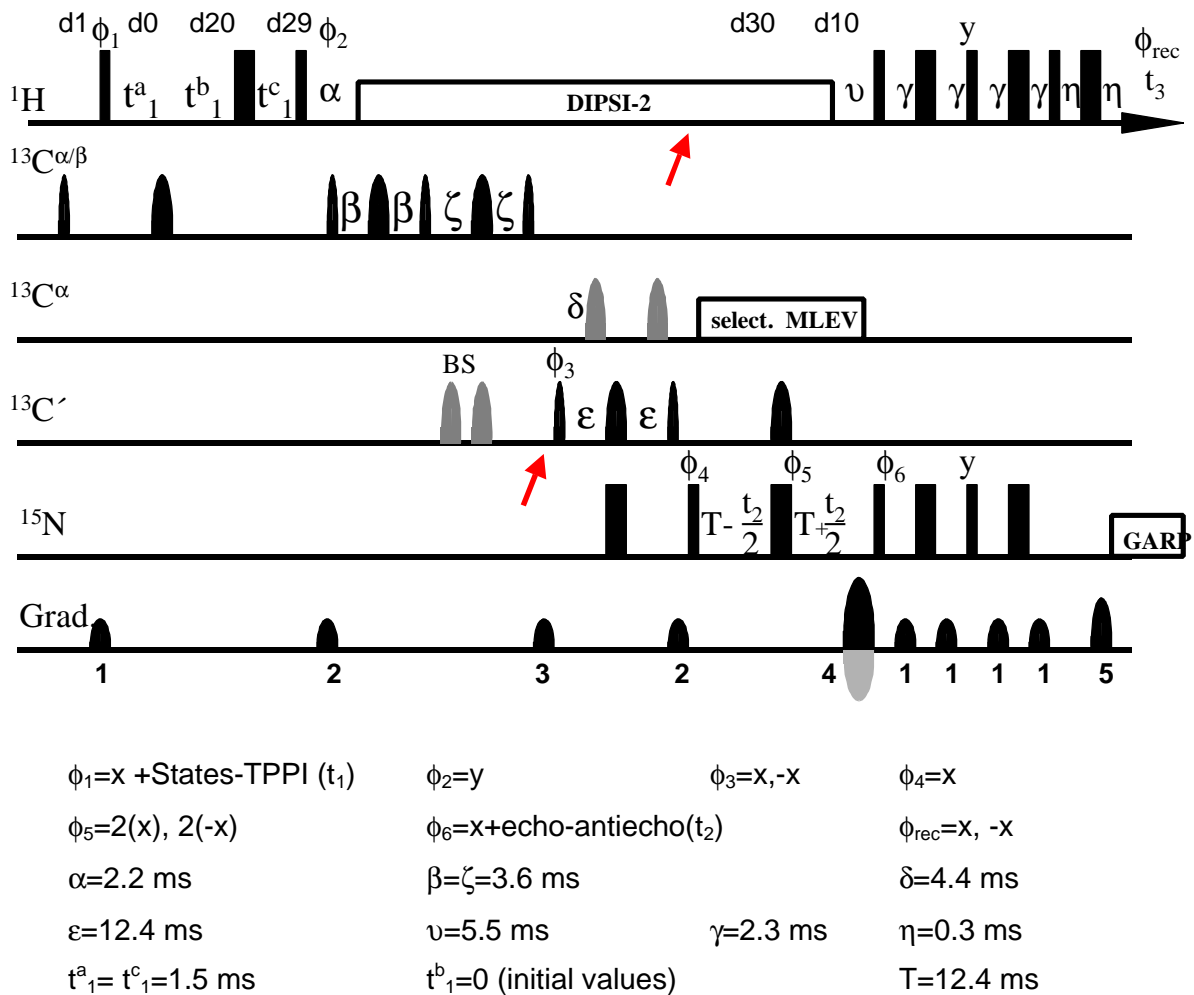 d1 ϕ1 d0 d20 d29 ϕ2 d30 d10 y ϕrec
1H ta1 tb1 tc1 α DIPSI-2 υ γ γ γ γ η η t3
13Cα/β β β ζ ζ
13Cα δ select. MLEV
BS ϕ3
13C´ ε ε
ϕ4 ϕ5 ϕ6 y
15N T- t2/2 T+ t2/2 GARP
Grad.
1 2 3 2 4 1 1 1 1 5
ϕ1=x +States-TPPI (t1) ϕ2=y ϕ3=x,-x ϕ4=x
ϕ5=2(x), 2(-x) ϕ6=x+echo-antiecho(t2) ϕrec=x, -x
α=2.2 ms β=ζ=3.6 ms δ=4.4 ms
ε=12.4 ms υ=5.5 ms γ=2.3 ms η=0.3 ms
ta1= tc1=1.5 ms tb1=0 (initial values) T=12.4 ms